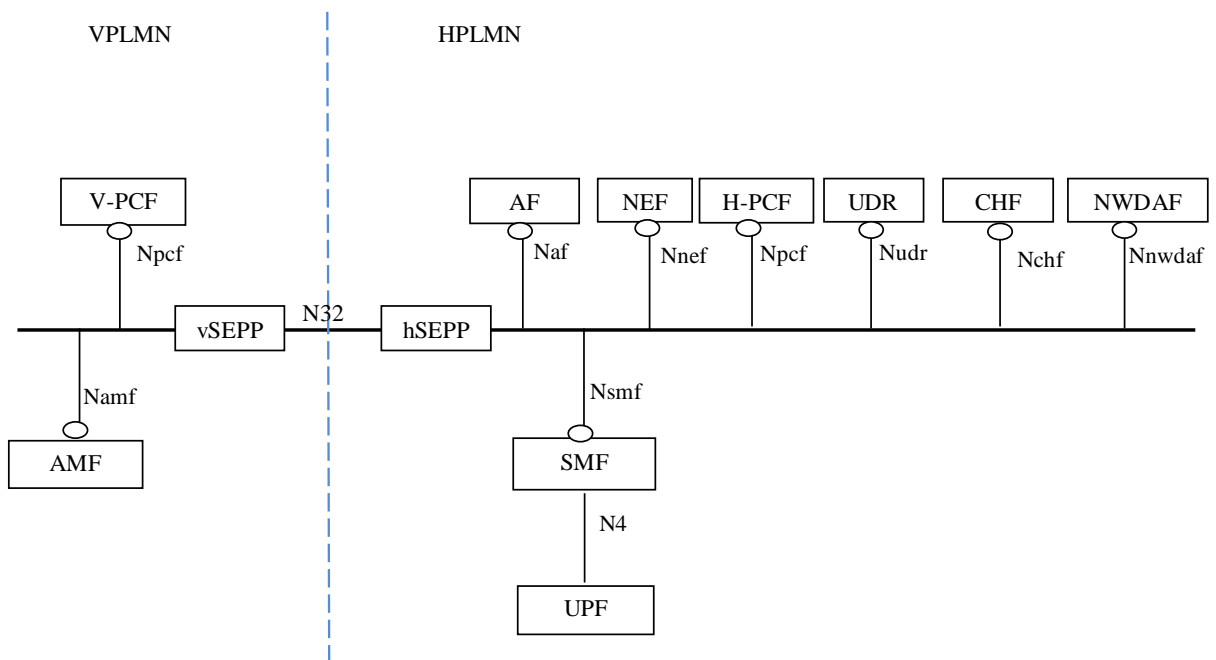 VPLMN
HPLMN
V-PCF
AF
NEF
H-PCF
UDR
CHF
NWDAF
Npcf
Naf
Nnef
Npcf
Nudr
Nchf
Nnwdaf
N32
vSEPP
hSEPP
Namf
Nsmf
AMF
SMF
N4
UPF